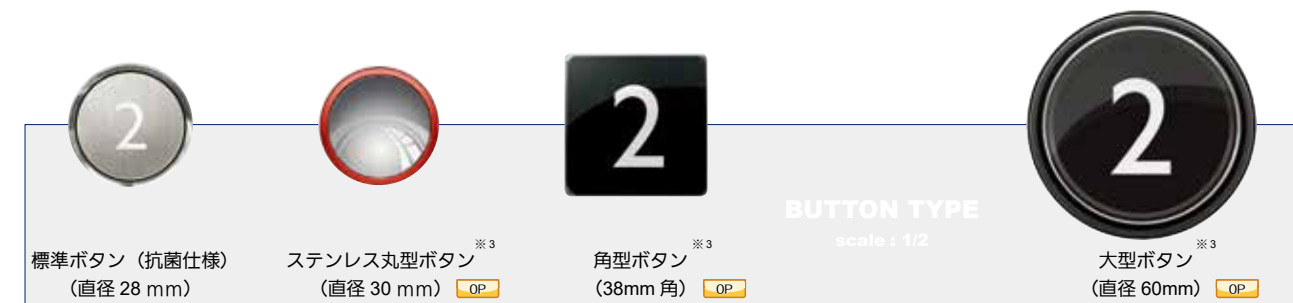 2
2
2
BUTTON TYPE
scale : 1/2
標準ボタン（抗菌仕様）
（直径 28 mm）
ステンレス丸型ボタン※3
（直径 30 mm） OP
角型ボタン※3
（38mm 角） OP
大型ボタン※3
（直径 60mm） OP